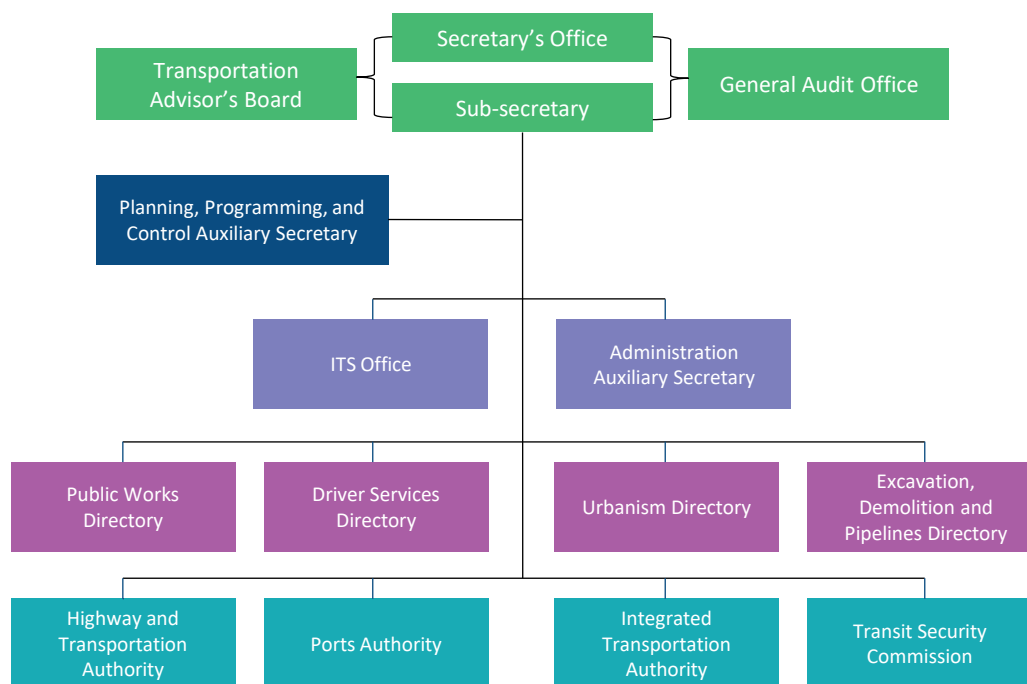 Secretary's Office
Transportation
Advisor's Board
General Audit Office
Sub-secretary
Planning, Programming, and
Control Auxiliary Secretary
ITS Office
Administration
Auxiliary Secretary
Public Works
Directory
Driver Services
Directory
Urbanism Directory
Excavation,
Demolition and
Pipelines Directory
Highway and
Transportation
Authority
Ports Authority
Integrated
Transportation
Authority
Transit Security
Commission